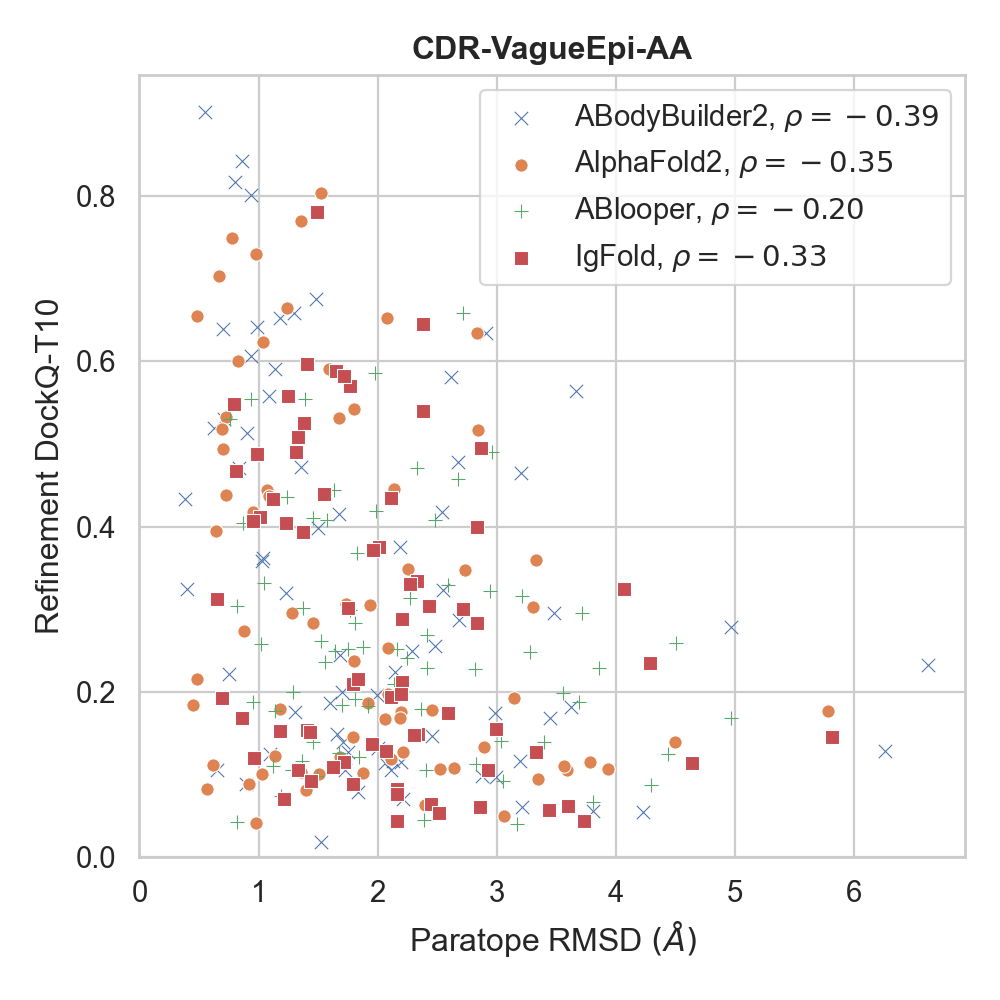 CDR-VagueEpi-AA
ABodyBuilder2, ρ = − 0.39
AlphaFold2, ρ = − 0.35
ABlooper, ρ = − 0.20
IgFold, ρ = − 0.33
Refinement DockQ-T10
0.8
0.6
0.4
0.2
0.0
0 1 2 3 4 5 6
Paratope RMSD (Å)